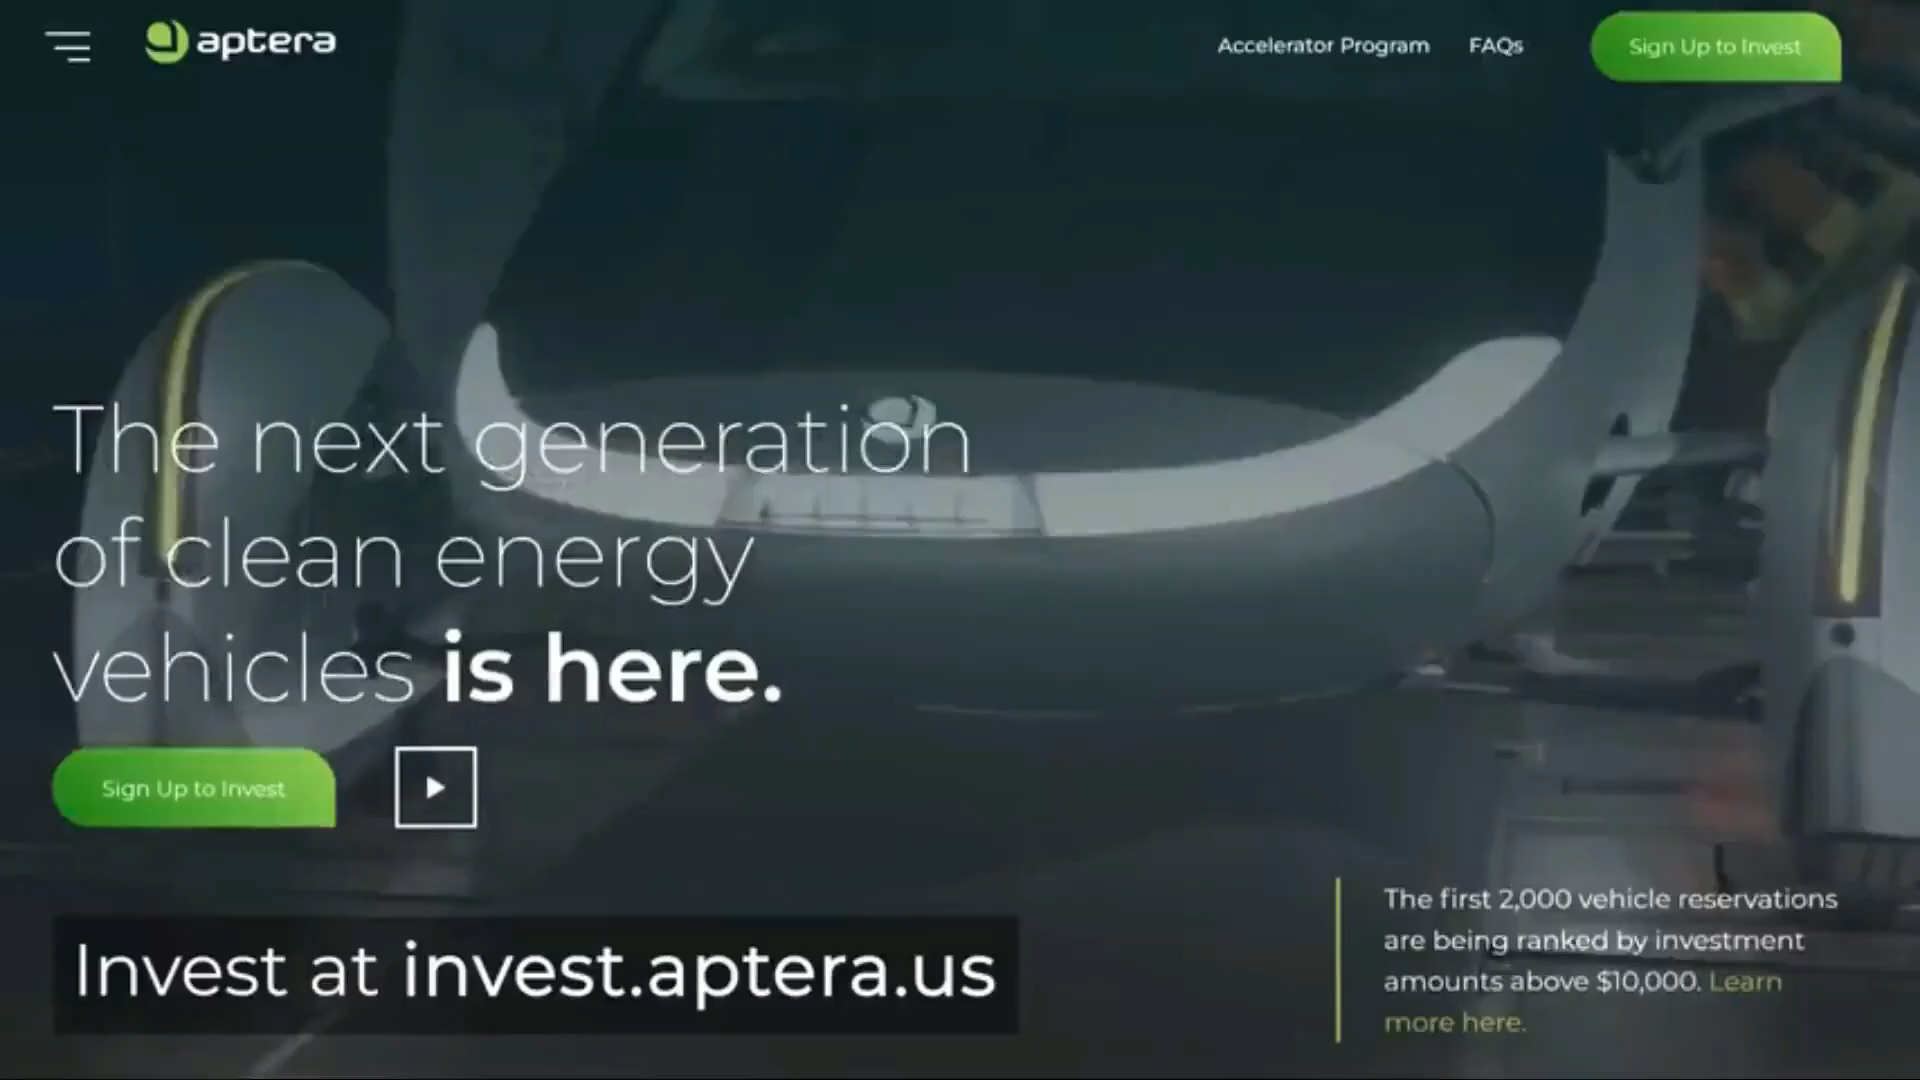 aptera
Accelerator Program
FAQs
Sign Up to Invest
The next generation
of clean energy
vehicles is here.
Sign Up to Invest
Invest at invest.aptera.us
The first 2,000 vehicle reservations
are being ranked by investment
amounts above $10,000. Learn
more here.